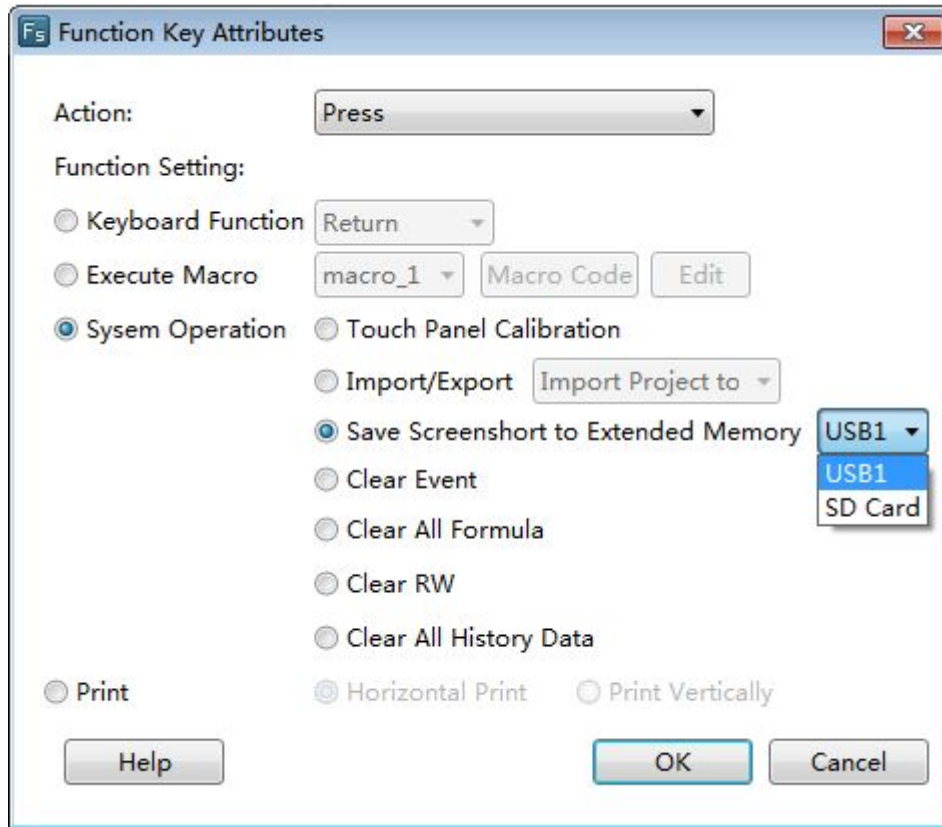 Fs Function Key Attributes
Action: Press
Function Setting:
Keyboard Function Return
Execute Macro macro_1 Macro Code Edit
Sysem Operation Touch Panel Calibration
Import/Export Import Project to
Save Screenshort to Extended Memory USB1
USB1
Clear Event
SD Card
Clear All Formula
Clear RW
Clear All History Data
Print Horizontal Print Print Vertically
Help OK Cancel